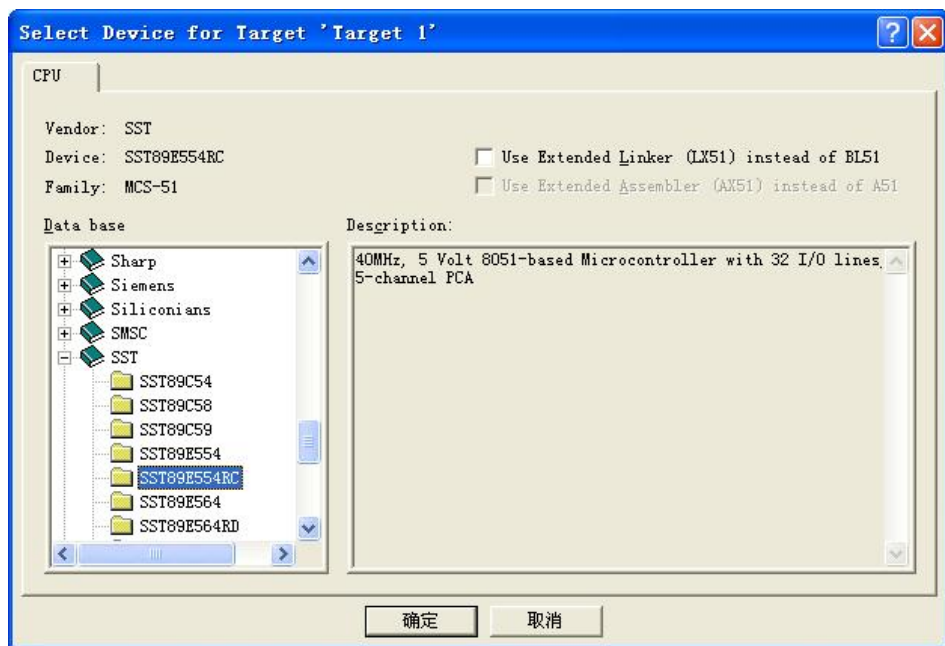 Select Device for Target 'Target 1'
CPU
Vendor: SST
Device: SST89E554RC
Use Extended Linker (LX51) instead of BL51
Family: MCS-51
Use Extended Assembler (AX51) instead of A51
Data base
Description:
Sharp
Siemens
Siliconians
SMSC
SST
SST89C54
SST89C58
SST89C59
SST89E554
SST89E554RC
SST89E564
SST89E564RD
40MHz, 5 Volt 8051-based Microcontroller with 32 I/O lines,
5-channel PCA
确定
取消